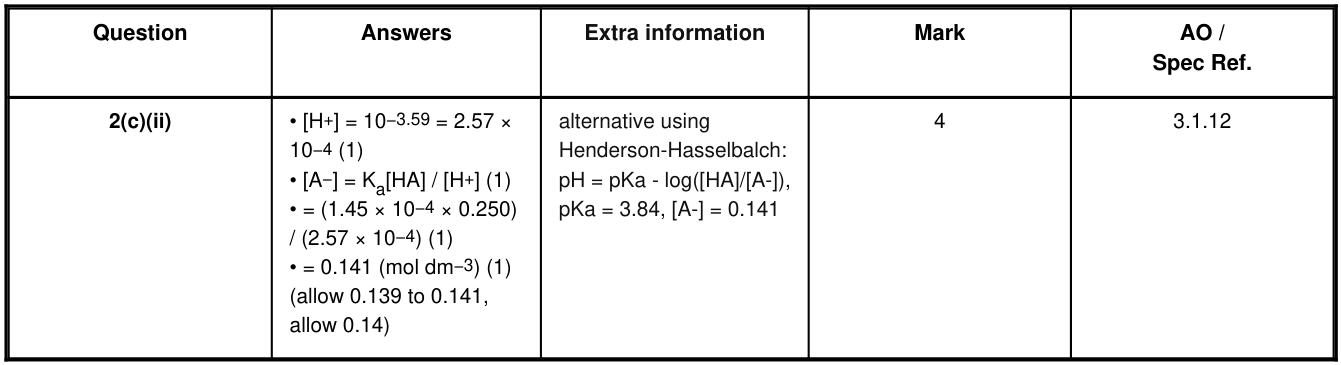 Question Answers Extra information Mark AO /
Spec Ref.
2(c)(ii)
• [H+] = 10−3.59 = 2.57 ×
10−4 (1)
• [A−] = Ka[HA] / [H+] (1)
• = (1.45 × 10−4 × 0.250)
/ (2.57 × 10−4) (1)
• = 0.141 (mol dm−3) (1)
(allow 0.139 to 0.141,
allow 0.14)
alternative using
Henderson-Hasselbalch:
pH = pKa - log([HA]/[A-]),
pKa = 3.84, [A-] = 0.141
4
3.1.12